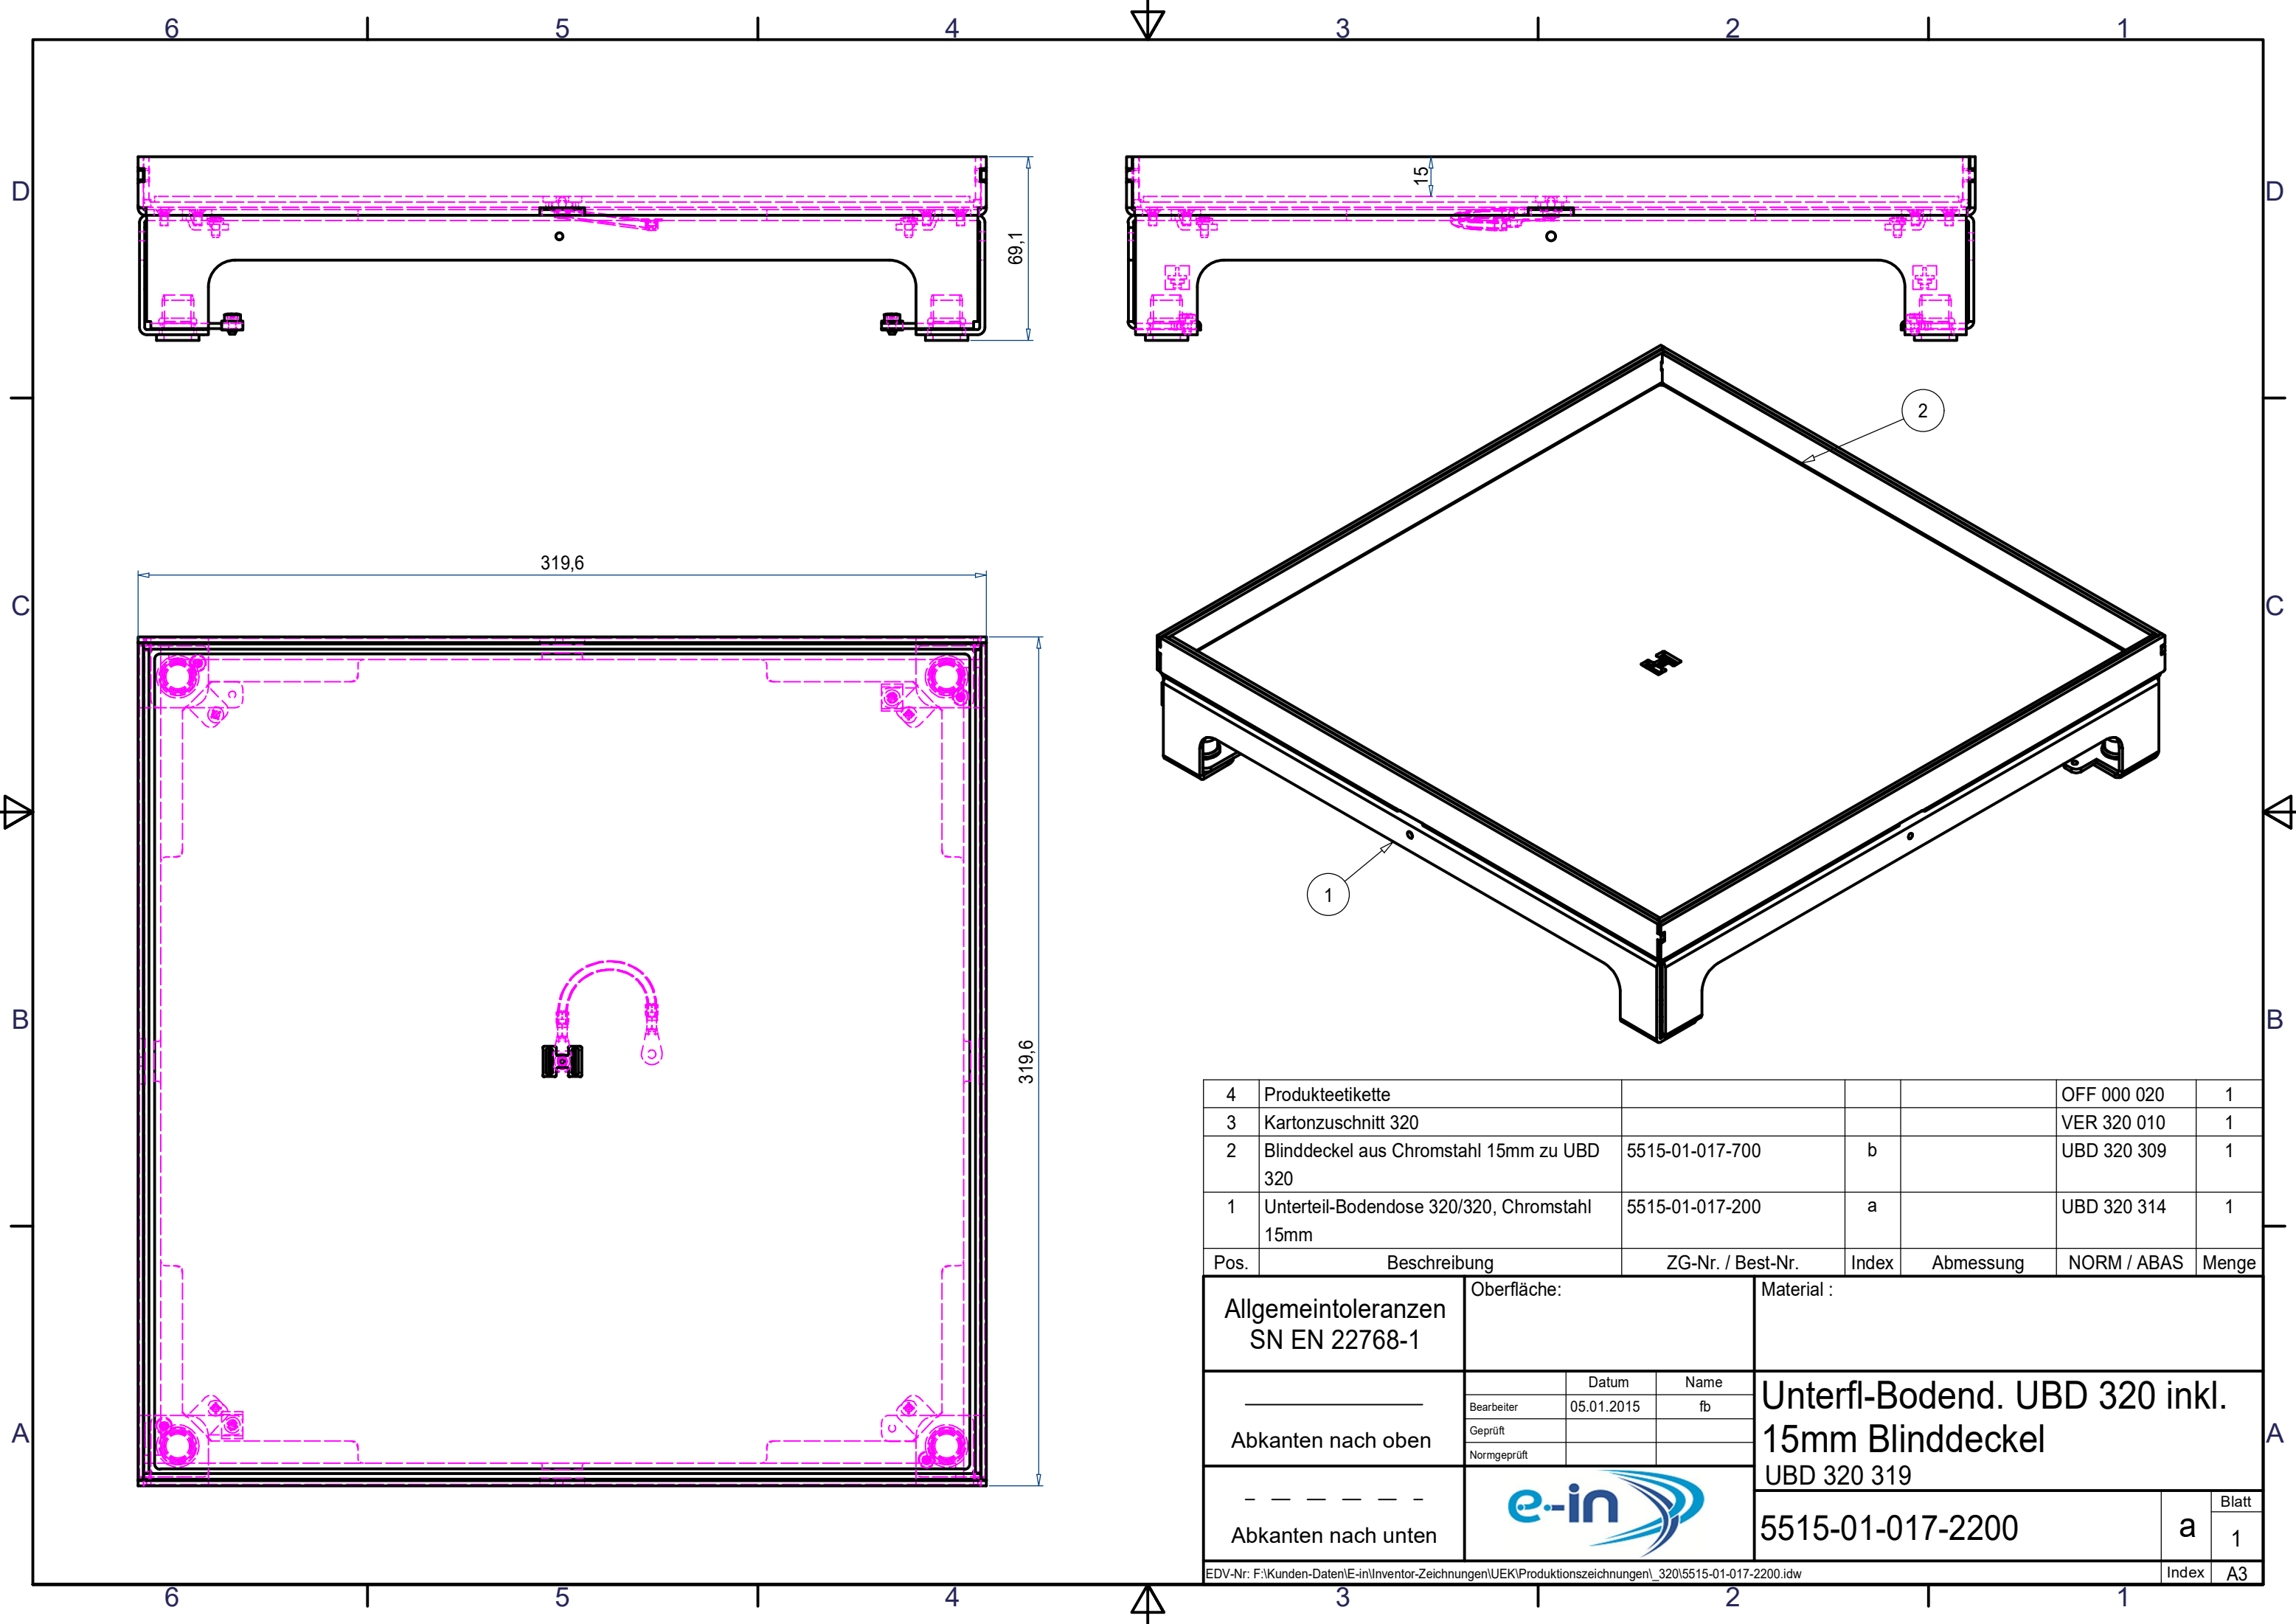 6 5 4 3 2 1
D D
69,1
15
2
319,6
C C
1
319,6
B B
4 Produkteetikette OFF 000 020 1
3 Kartonzuschnitt 320 VER 320 010 1
2 Blinddeckel aus Chromstahl 15mm zu UBD 5515-01-017-700 b UBD 320 309 1
320
1 Unterteil-Bodendose 320/320, Chromstahl 5515-01-017-200 a UBD 320 314 1
15mm
Pos. Beschreibung ZG-Nr. / Best-Nr. Index Abmessung NORM / ABAS Menge
Allgemeintoleranzen
SN EN 22768-1
Oberfläche:
Material :
Abkanten nach oben
Abkanten nach unten
Datum Name
Bearbeiter 05.01.2015 fb
Geprüft
Normgeprüft
e-in
Unterfl-Bodend. UBD 320 inkl.
15mm Blinddeckel
UBD 320 319
5515-01-017-2200
a
Blatt
1
A A
EDV-Nr: F:\Kunden-Daten\E-in\Inventor-Zeichnungen\UEK\Produktionszeichnungen\_320\5515-01-017-2200.idw
Index A3
6 5 4 3 2 1